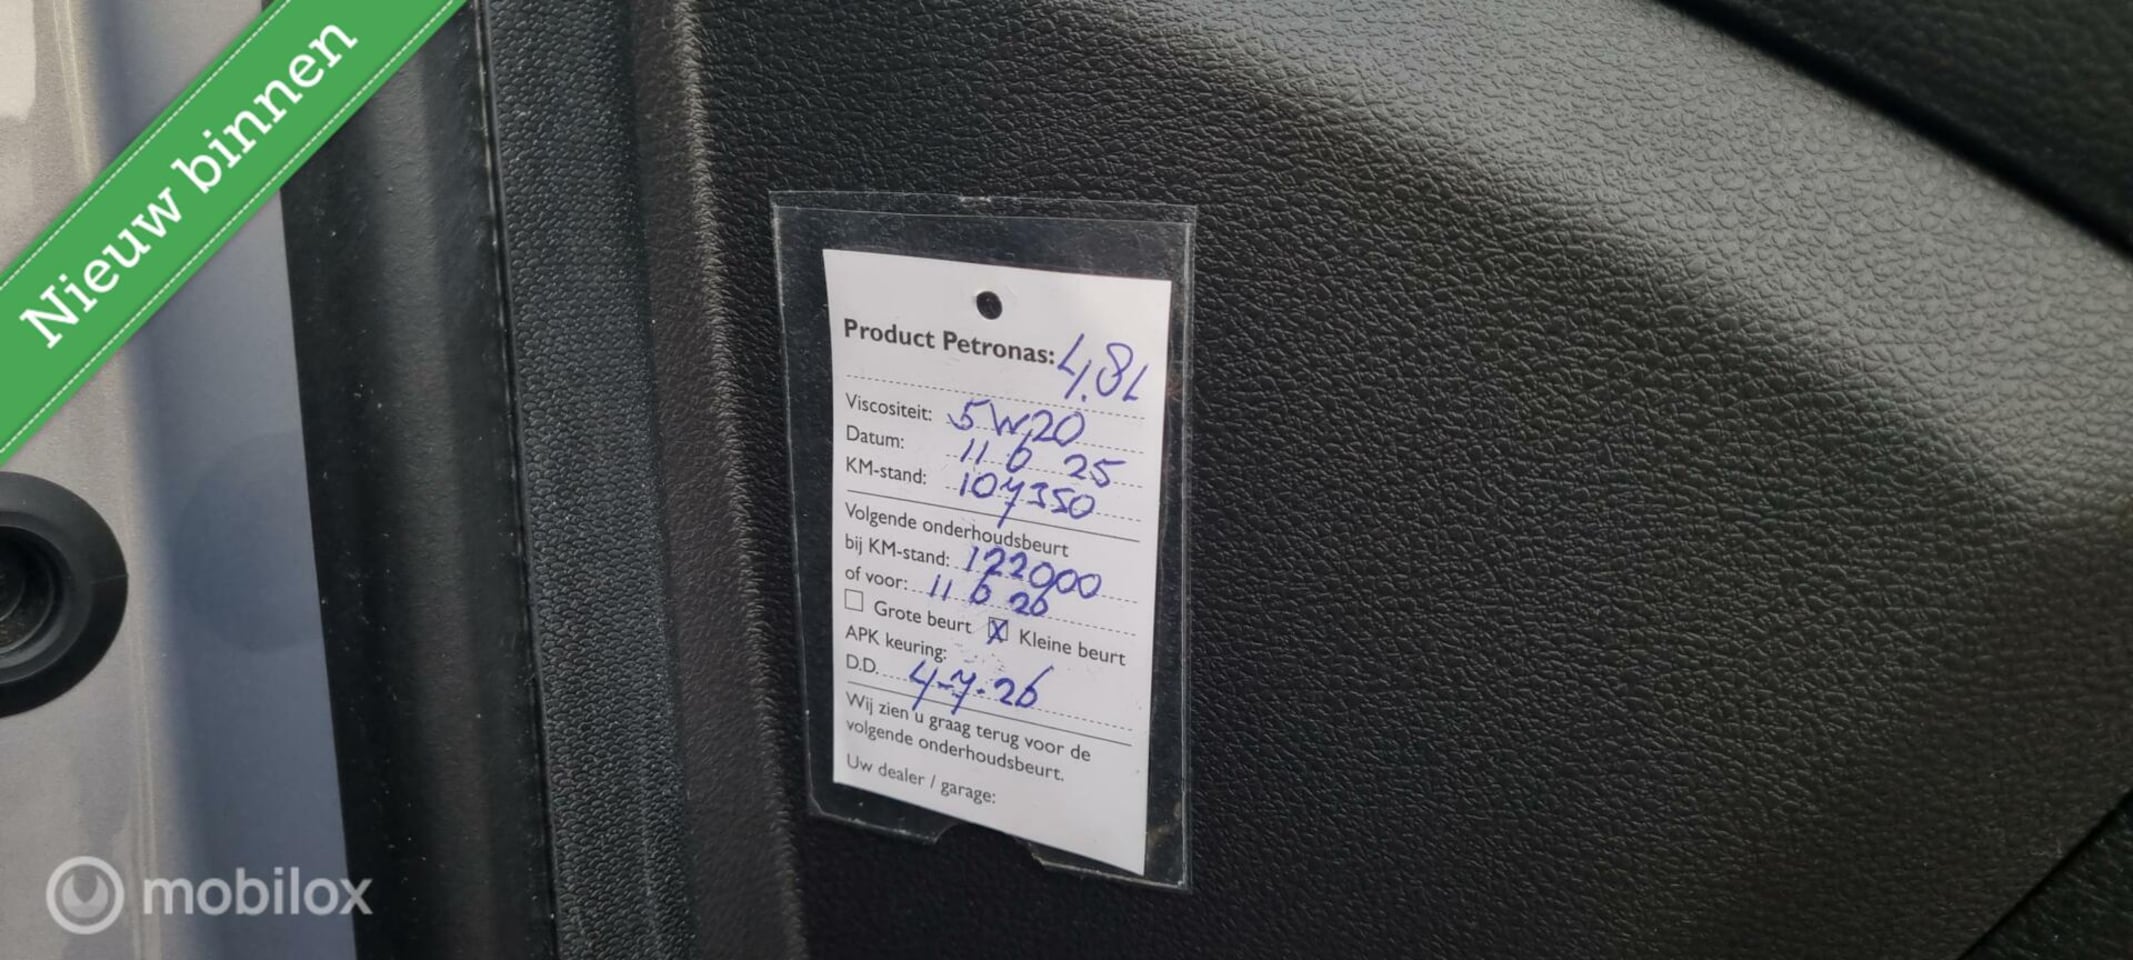 Nieuw binnen
Product Petronas: 4,8L
Viscositeit: 5W20
Datum: 11 6 25
KM-stand: 107350
Volgende onderhoudsbeurt
bij KM-stand: 122000
of voor: 11 6 26
Grote beurt X Kleine beurt
APK keuring:
D.D. 4-7-26
Wij zien u graag terug voor de
volgende onderhoudsbeurt.
Uw dealer / garage:
mobilox